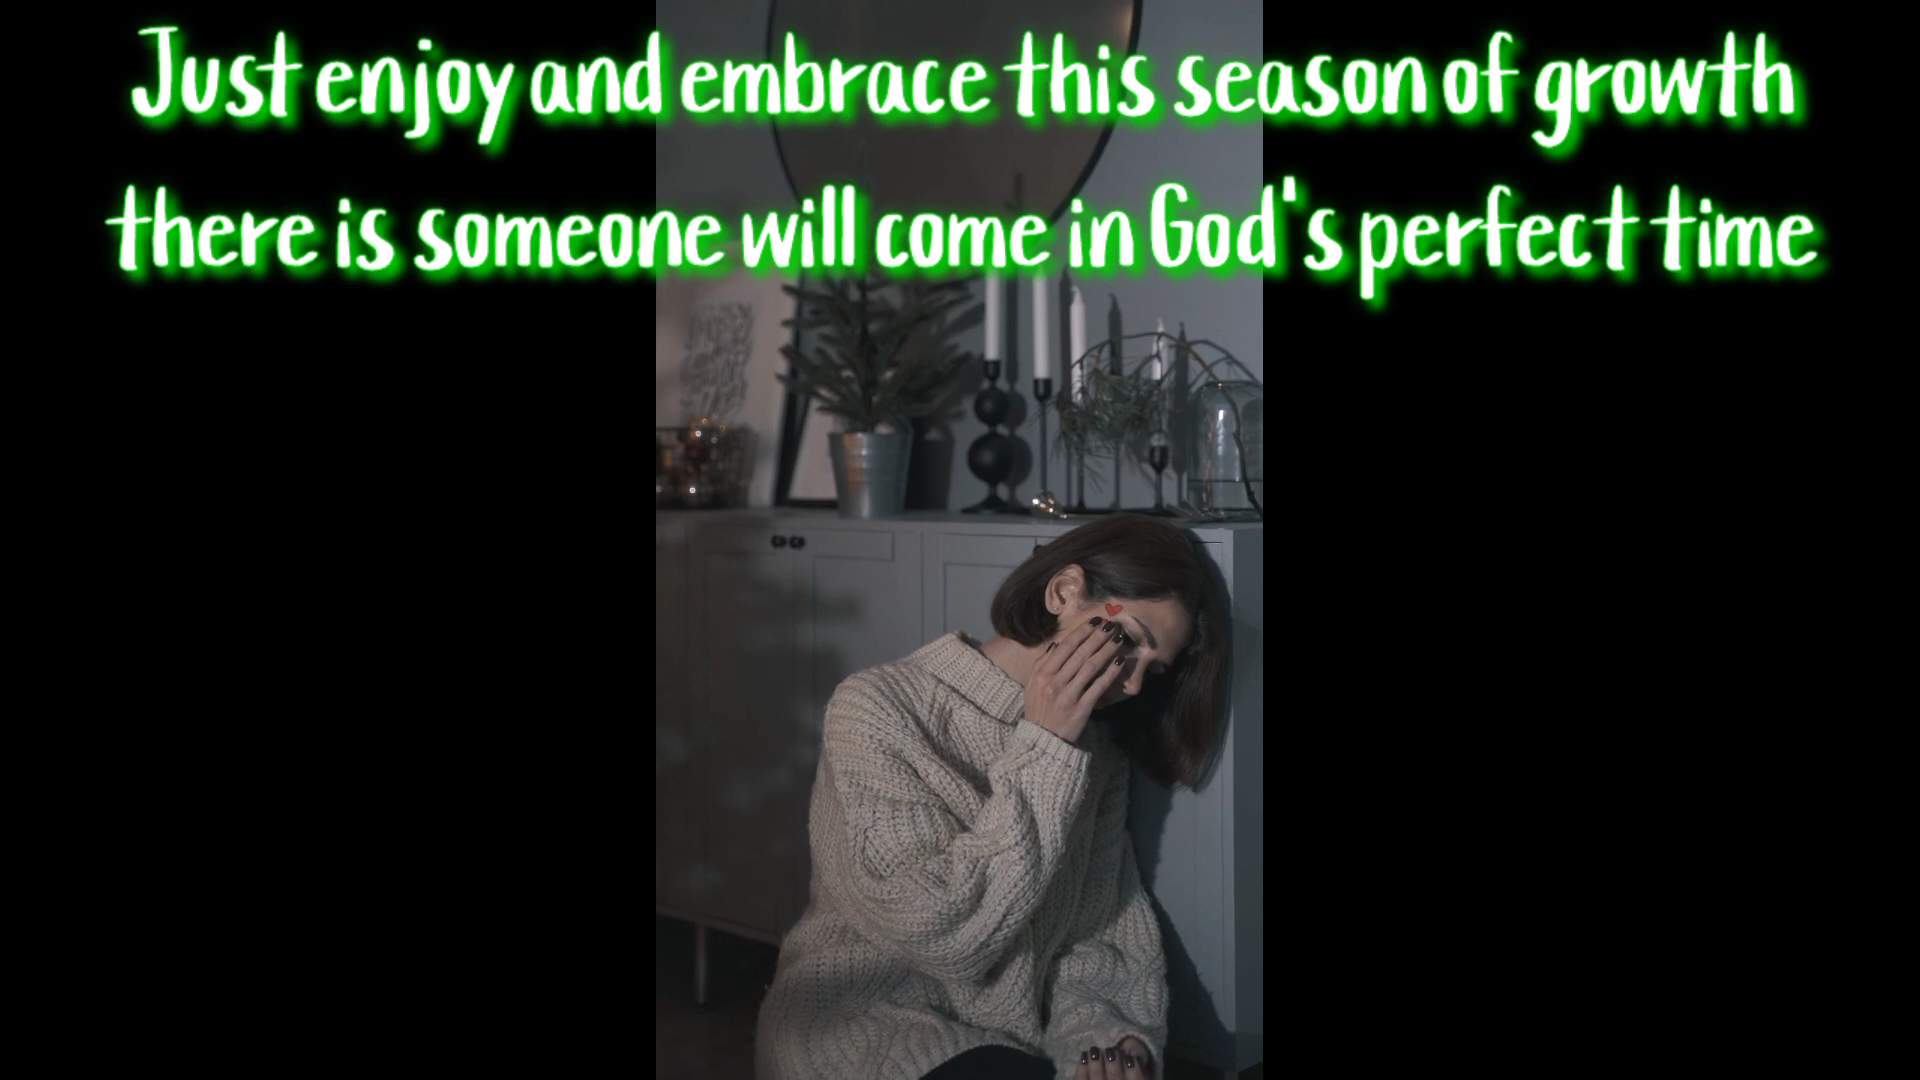 Just enjoy and embrace this season of growth
there is someone will come in God's perfect time